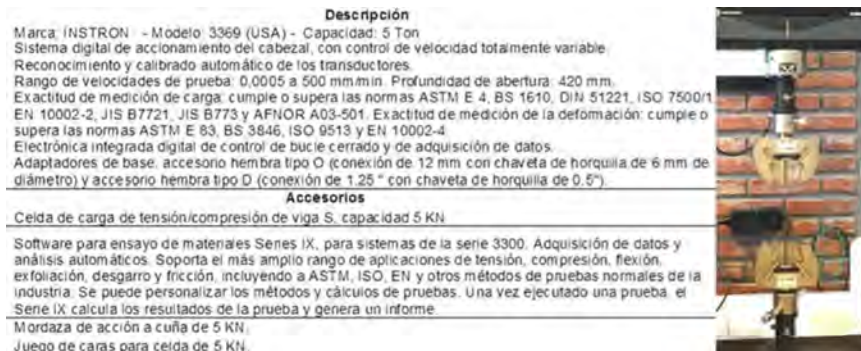 Descripción
Marca: INSTRON - Modelo: 3369 (USA) - Capacidad: 5 Ton
Sistema digital de accionamiento del cabezal, con control de velocidad totalmente variable.
Reconocimiento y calibrado automático de los transductores.
Rango de velocidades de prueba: 0,0005 a 500 mm/min. Profundidad de abertura: 420 mm.
Exactitud de medición de carga: cumple o supera las normas ASTM E 4, BS 1610, DIN 51221, ISO 7500/1
EN 10002-2, JIS B7721, JIS B773 y AFNOR A03-501. Exactitud de medición de la deformación: cumple o
supera las normas ASTM E 83, BS 3846, ISO 9513 y EN 10002-4
Electrónica integrada digital de control de bucle cerrado y de adquisición de datos.
Adaptadores de base: accesorio hembra tipo O (conexión de 12 mm con chaveta de horquilla de 6 mm de
diámetro) y accesorio hembra tipo D (conexión de 1.25 " con chaveta de horquilla de 0.5").
Accesorios
Celda de carga de tensión/compresión de viga S, capacidad 5 KN
Software para ensayo de materiales Series IX, para sistemas de la serie 3300. Adquisición de datos y
análisis automáticos. Soporta el más amplio rango de aplicaciones de tensión, compresión, flexión,
exfoliación, desgarro y fricción, incluyendo a ASTM, ISO, EN y otros métodos de pruebas normales de la
industria. Se puede personalizar los métodos y cálculos de pruebas. Una vez ejecutado una prueba, el
Serie IX calcula los resultados de la prueba y genera un informe.
Mordaza de acción a cuña de 5 KN.
Juego de caras para celda de 5 KN.